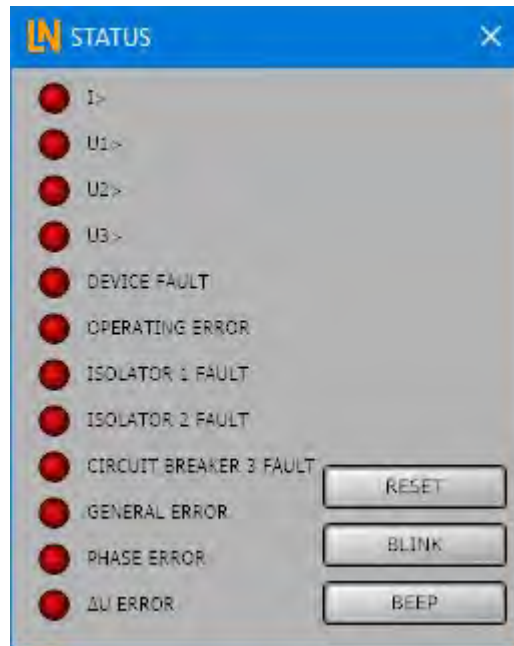 LN STATUS
I>
U1>
U2>
U3>
DEVICE FAULT
OPERATING ERROR
ISOLATOR 1 FAULT
ISOLATOR 2 FAULT
CIRCUIT BREAKER 3 FAULT
RESET
GENERAL ERROR
BLINK
PHASE ERROR
BEEP
ΔU ERROR